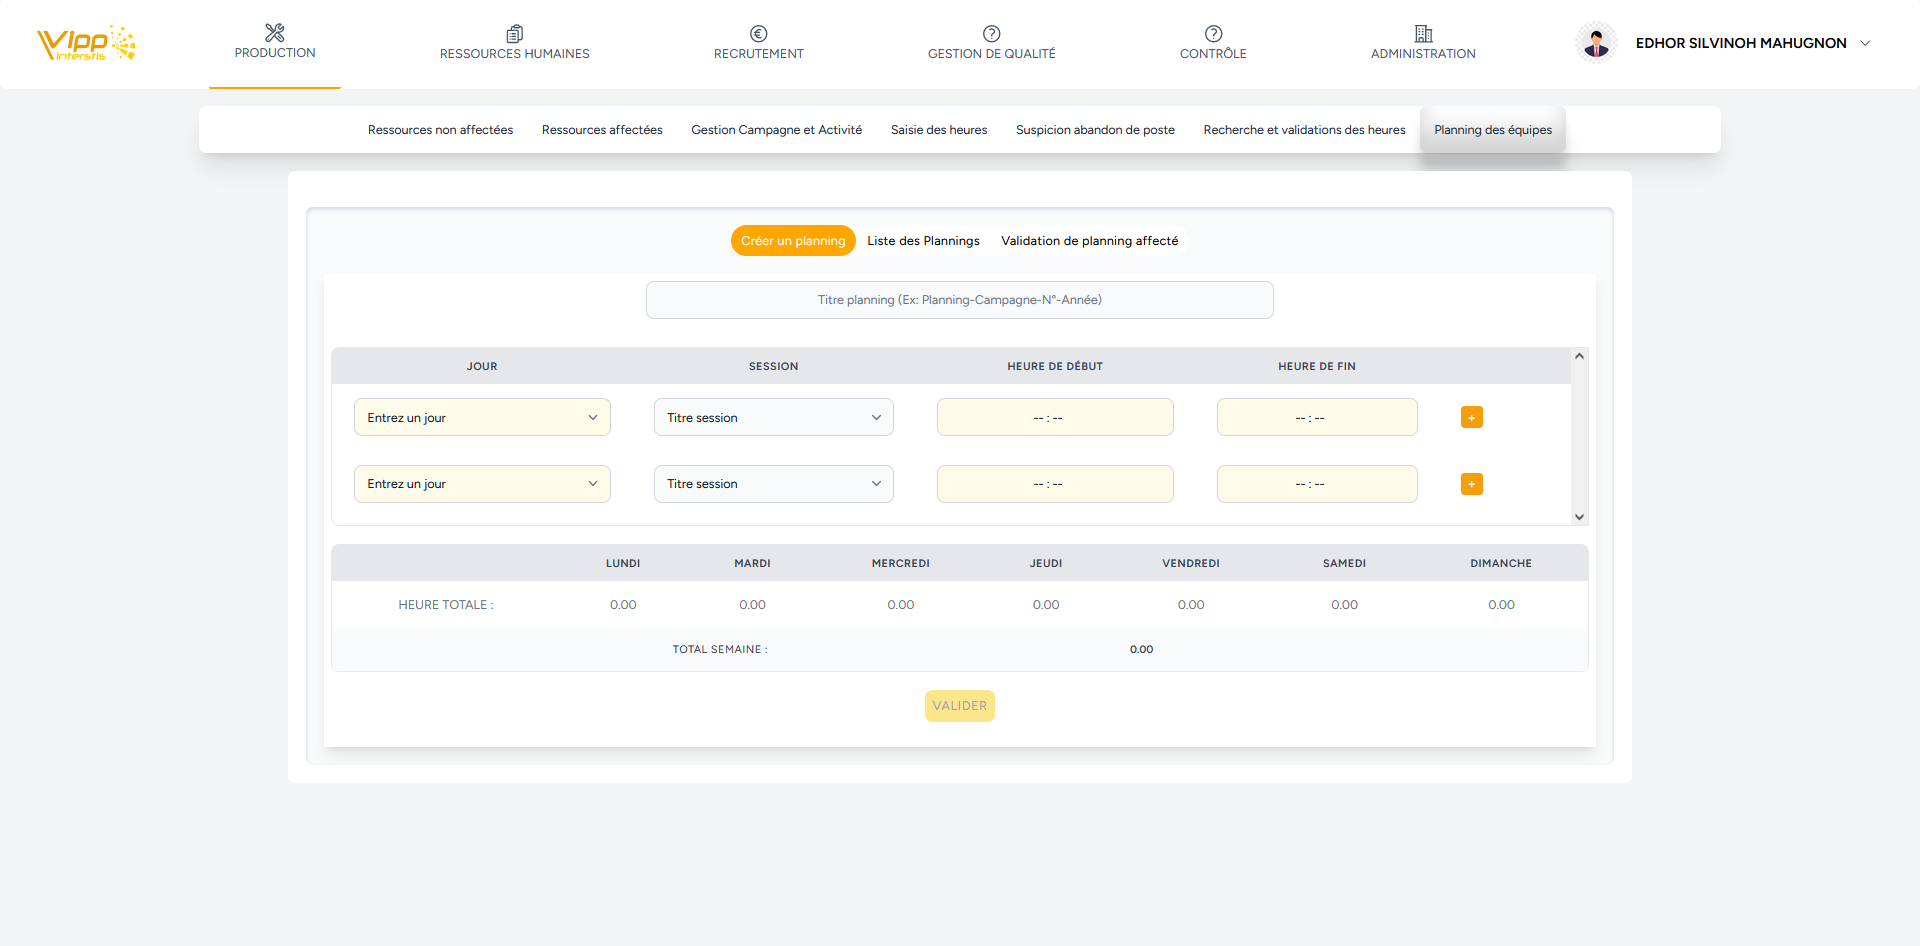 Vipp
Interstis
PRODUCTION
RESSOURCES HUMAINES
RECRUTEMENT
GESTION DE QUALITÉ
CONTRÔLE
ADMINISTRATION
EDHOR SILVINOH MAHUGNON
Ressources non affectées
Ressources affectées
Gestion Campagne et Activité
Saisie des heures
Suspicion abandon de poste
Recherche et validations des heures
Planning des équipes
Créer un planning
Liste des Plannings
Validation de planning affecté
Titre planning (Ex: Planning-Campagne-N°-Année)
JOUR SESSION HEURE DE DÉBUT HEURE DE FIN
Entrez un jour Titre session -- : -- -- : -- +
Entrez un jour Titre session -- : -- -- : -- +
LUNDI MARDI MERCREDI JEUDI VENDREDI SAMEDI DIMANCHE
HEURE TOTALE : 0.00 0.00 0.00 0.00 0.00 0.00 0.00
TOTAL SEMAINE : 0.00
VALIDER